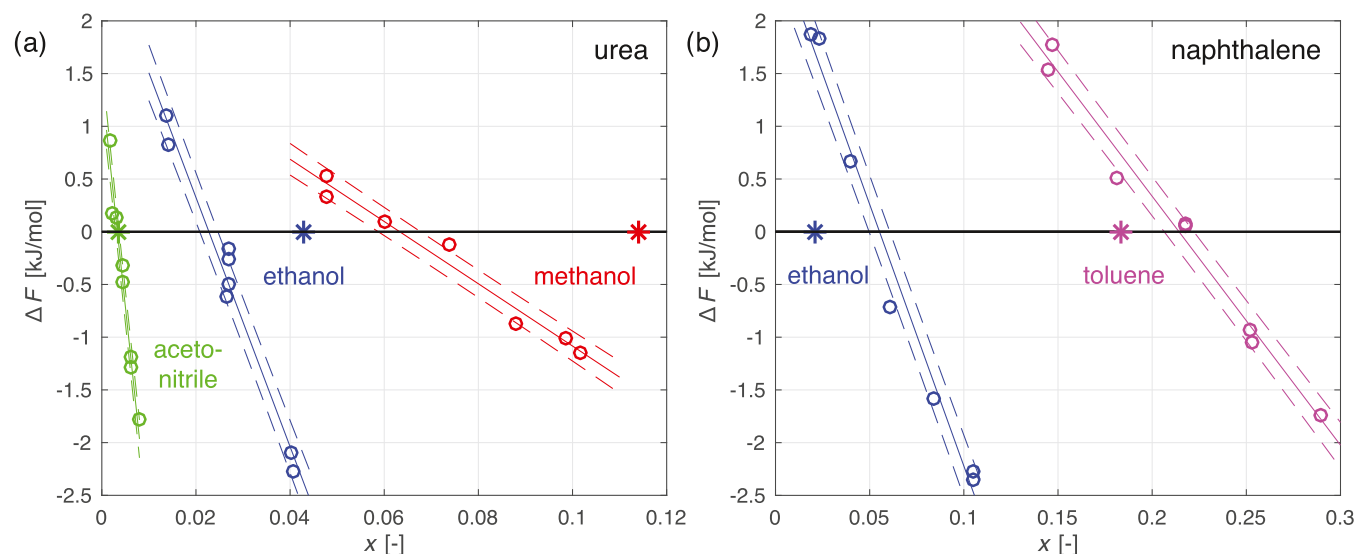 (a)
urea
2
1.5
1
0.5
0
-0.5
-1
-1.5
-2
-2.5
Δ F [kJ/mol]
ethanol
methanol
aceto-
nitrile
0
0.02
0.04
0.06
0.08
0.1
0.12
x [-]
(b)
naphthalene
2
1.5
1
0.5
0
-0.5
-1
-1.5
-2
-2.5
Δ F [kJ/mol]
ethanol
toluene
0
0.05
0.1
0.15
0.2
0.25
0.3
x [-]